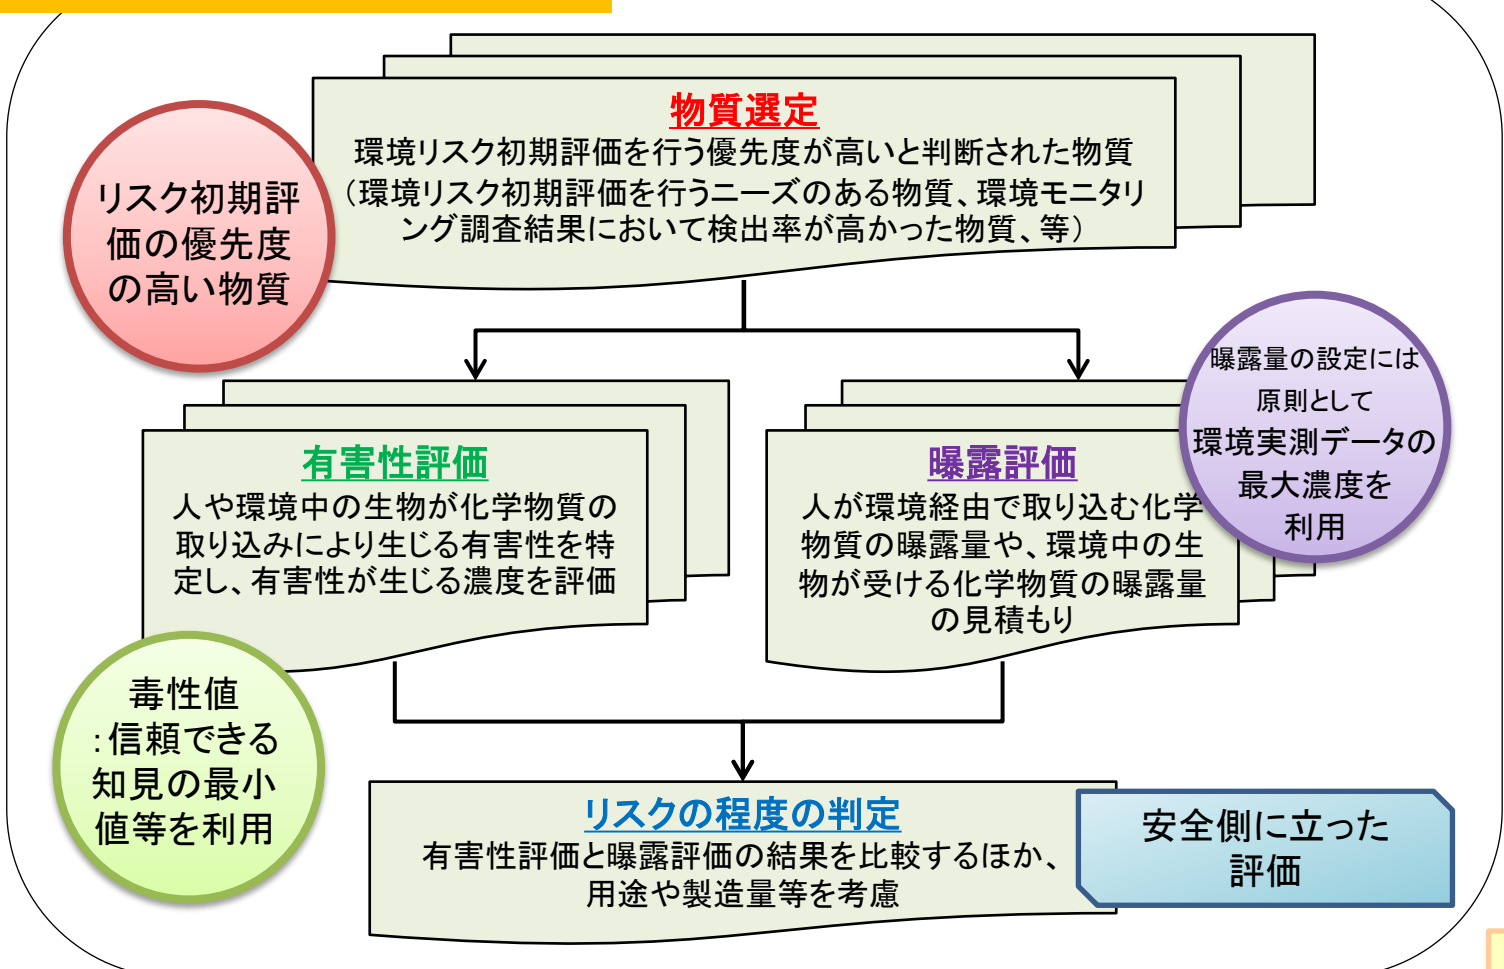 物質選定
環境リスク初期評価を行う優先度が高いと判断された物質
（環境リスク初期評価を行うニーズのある物質、環境モニタリ
ング調査結果において検出率が高かった物質、等）
リスク初期評
価の優先度
の高い物質
有害性評価
人や環境中の生物が化学物質の
取り込みにより生じる有害性を特
定し、有害性が生じる濃度を評価
曝露評価
人が環境経由で取り込む化学
物質の曝露量や、環境中の生
物が受ける化学物質の曝露量
の見積もり
曝露量の設定には
原則として
環境実測データの
最大濃度を
利用
毒性値
：信頼できる
知見の最小
値等を利用
リスクの程度の判定
有害性評価と曝露評価の結果を比較するほか、
用途や製造量等を考慮
安全側に立った
評価